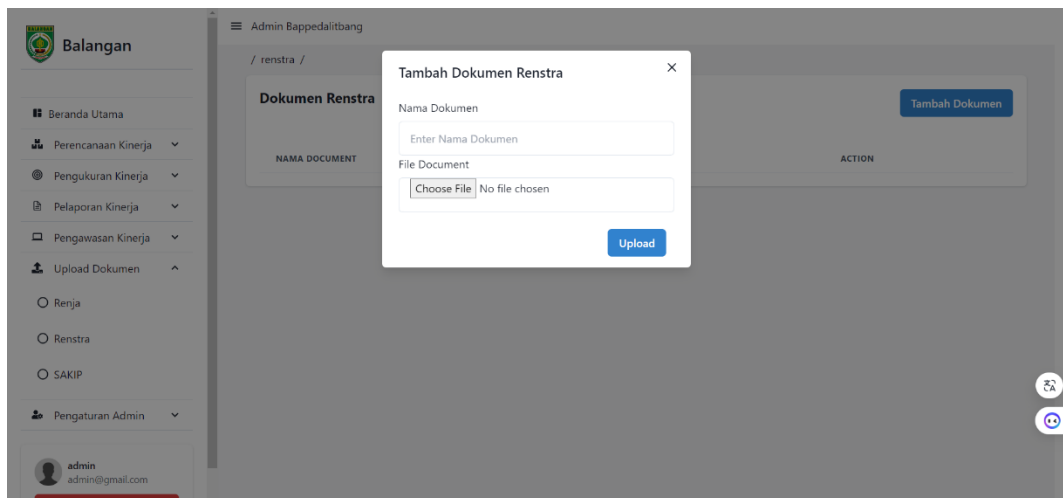 BALANGAN
Balangan
Beranda Utama
Perencanaan Kinerja
Pengukuran Kinerja
Pelaporan Kinerja
Pengawasan Kinerja
Upload Dokumen
Renja
Renstra
SAKIP
Pengaturan Admin
admin
admin@gmail.com
Admin Bappedalitbang
/ renstra /
Dokumen Renstra
Tambah Dokumen
NAMA DOCUMENT
ACTION
Tambah Dokumen Renstra
Nama Dokumen
Enter Nama Dokumen
File Document
Choose File No file chosen
Upload